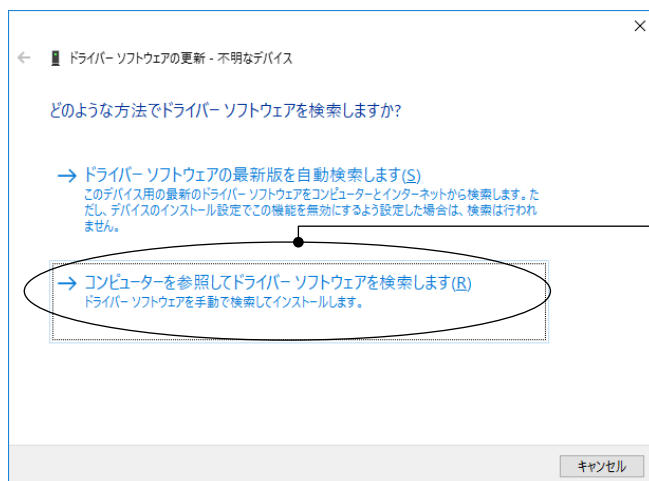 ドライバー ソフトウェアの更新 - 不明なデバイス
どのような方法でドライバー ソフトウェアを検索しますか?
ドライバー ソフトウェアの最新版を自動検索します(S)
このデバイス用の最新のドライバー ソフトウェアをコンピューターとインターネットから検索します。た
だし、デバイスのインストール設定でこの機能を無効にするよう設定した場合は、検索は行われ
ません。
コンピューターを参照してドライバー ソフトウェアを検索します(R)
ドライバー ソフトウェアを手動で検索してインストールします。
キャンセル